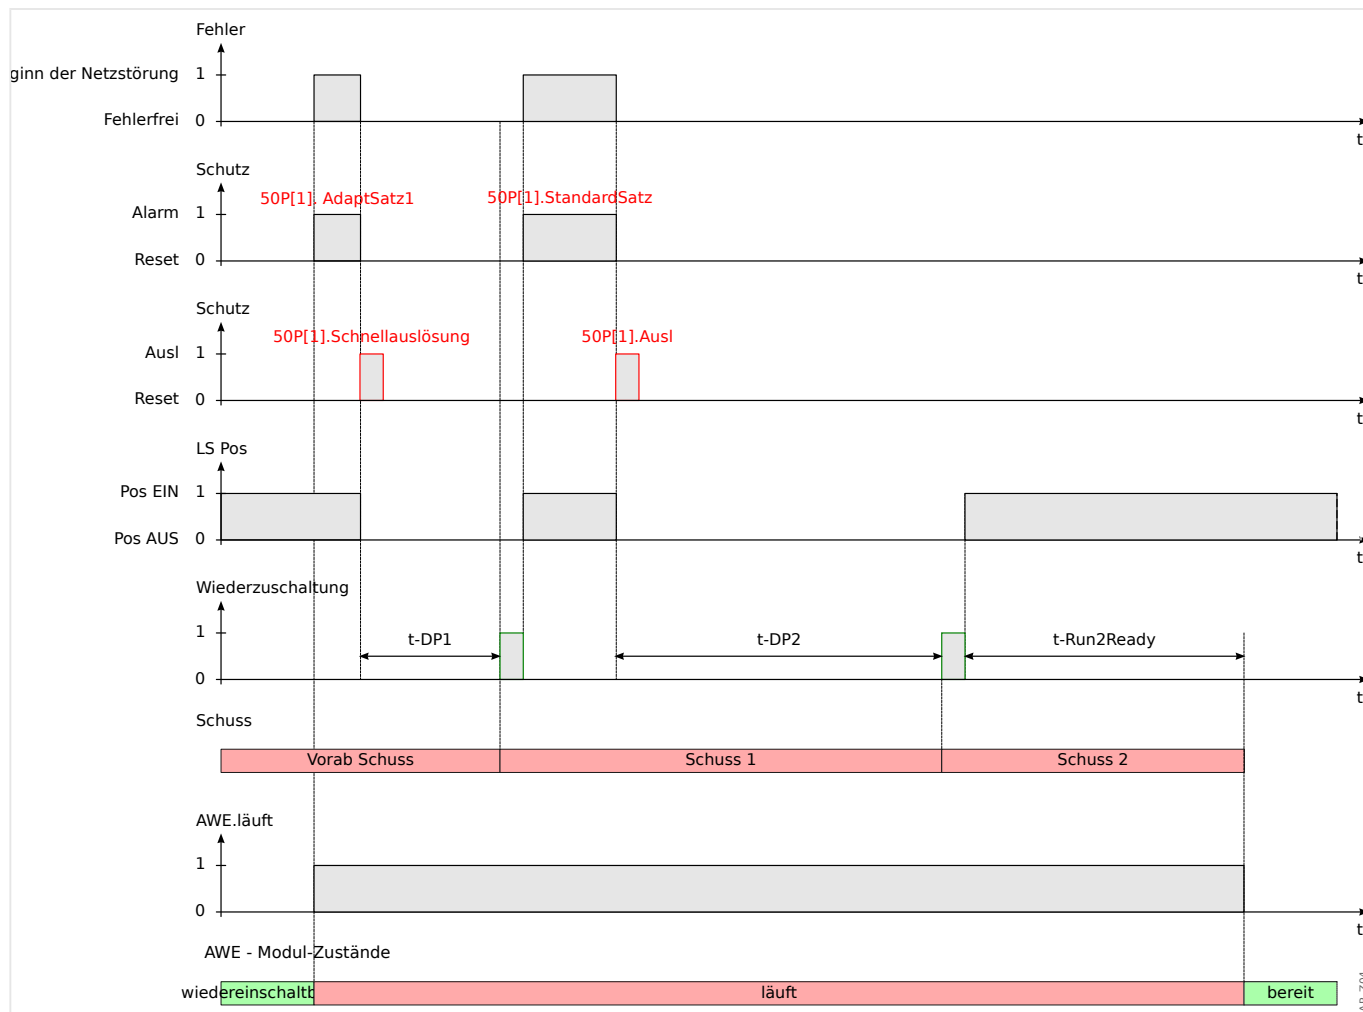 Fehler
ginn der Netzstörung 1
Fehlerfrei 0
t
Schutz
50P[1]. AdaptSatz1 50P[1].StandardSatz
Alarm 1
Reset 0
t
Schutz
50P[1].Schnellauslösung 50P[1].Ausl
Ausl 1
Reset 0
t
LS Pos
Pos EIN 1
Pos AUS 0
t
Wiederzuschaltung
1 t-DP1 t-DP2 t-Run2Ready
0
t
Schuss
Vorab Schuss Schuss 1 Schuss 2
AWE.läuft
1
0
t
AWE - Modul-Zustände
wiedereinschaltb läuft bereit